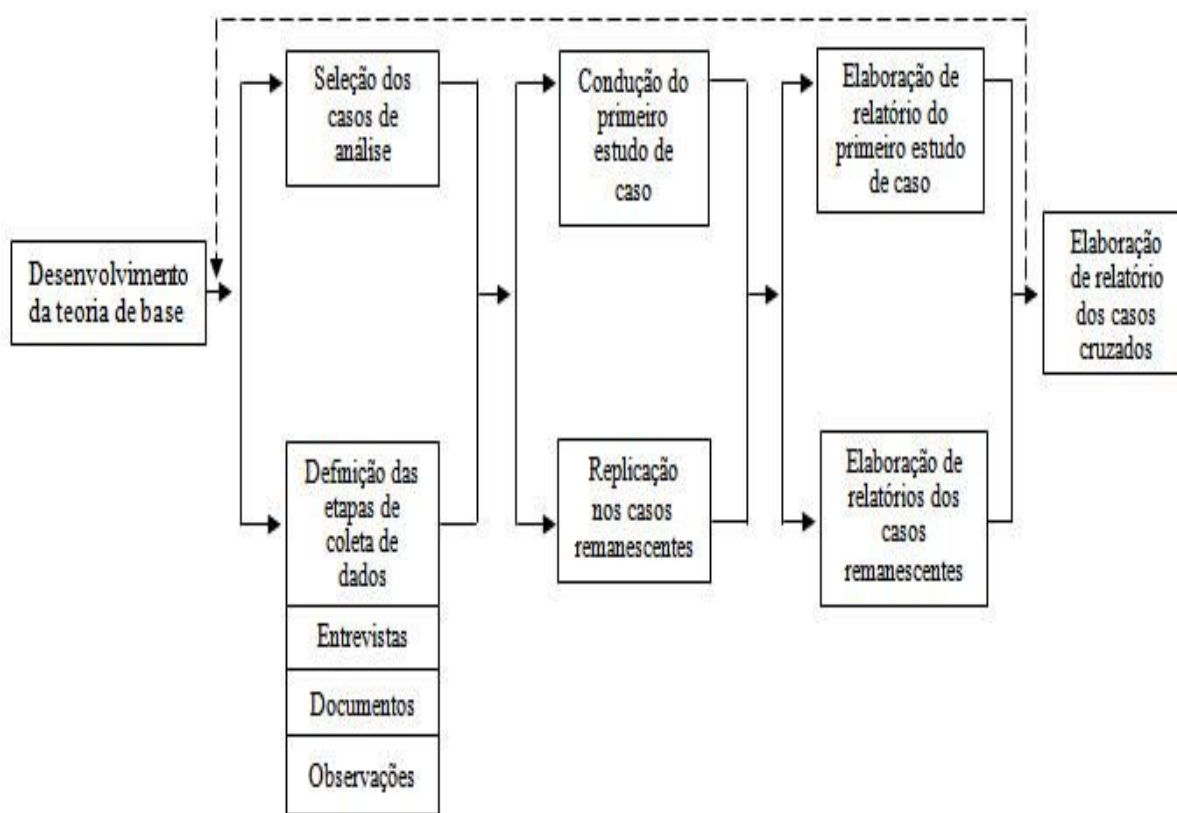 Desenvolvimento
da teoria de base
Seleção dos
casos de
análise
Definição das
etapas de
coleta de
dados
Entrevistas
Documentos
Observações
Condução do
primeiro
estudo de
caso
Replicação
nos casos
remanescentes
Elaboração de
relatório do
primeiro estudo
de caso
Elaboração de
relatórios dos
casos
remanescentes
Elaboração
de relatório
dos casos
cruzados